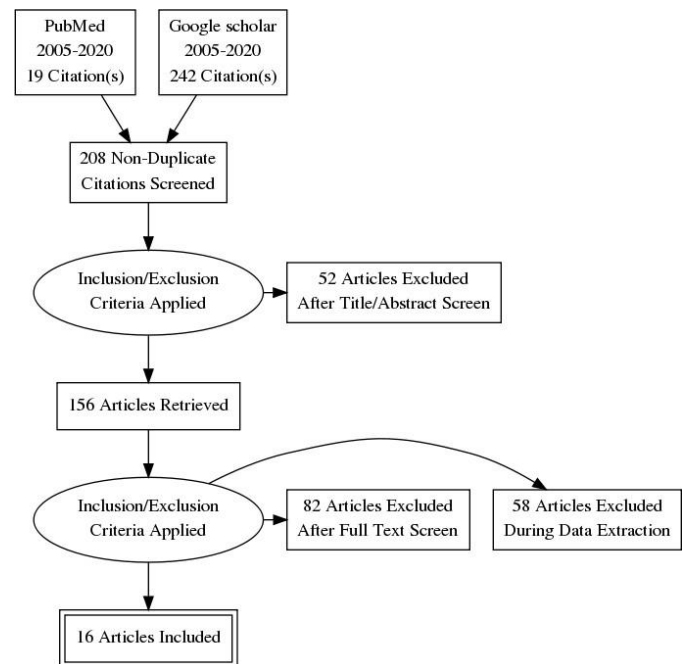 PubMed
2005-2020
19 Citation(s)
Google scholar
2005-2020
242 Citation(s)
208 Non-Duplicate
Citations Screened
Inclusion/Exclusion
Criteria Applied
52 Articles Excluded
After Title/Abstract Screen
156 Articles Retrieved
Inclusion/Exclusion
Criteria Applied
82 Articles Excluded
After Full Text Screen
58 Articles Excluded
During Data Extraction
16 Articles Included